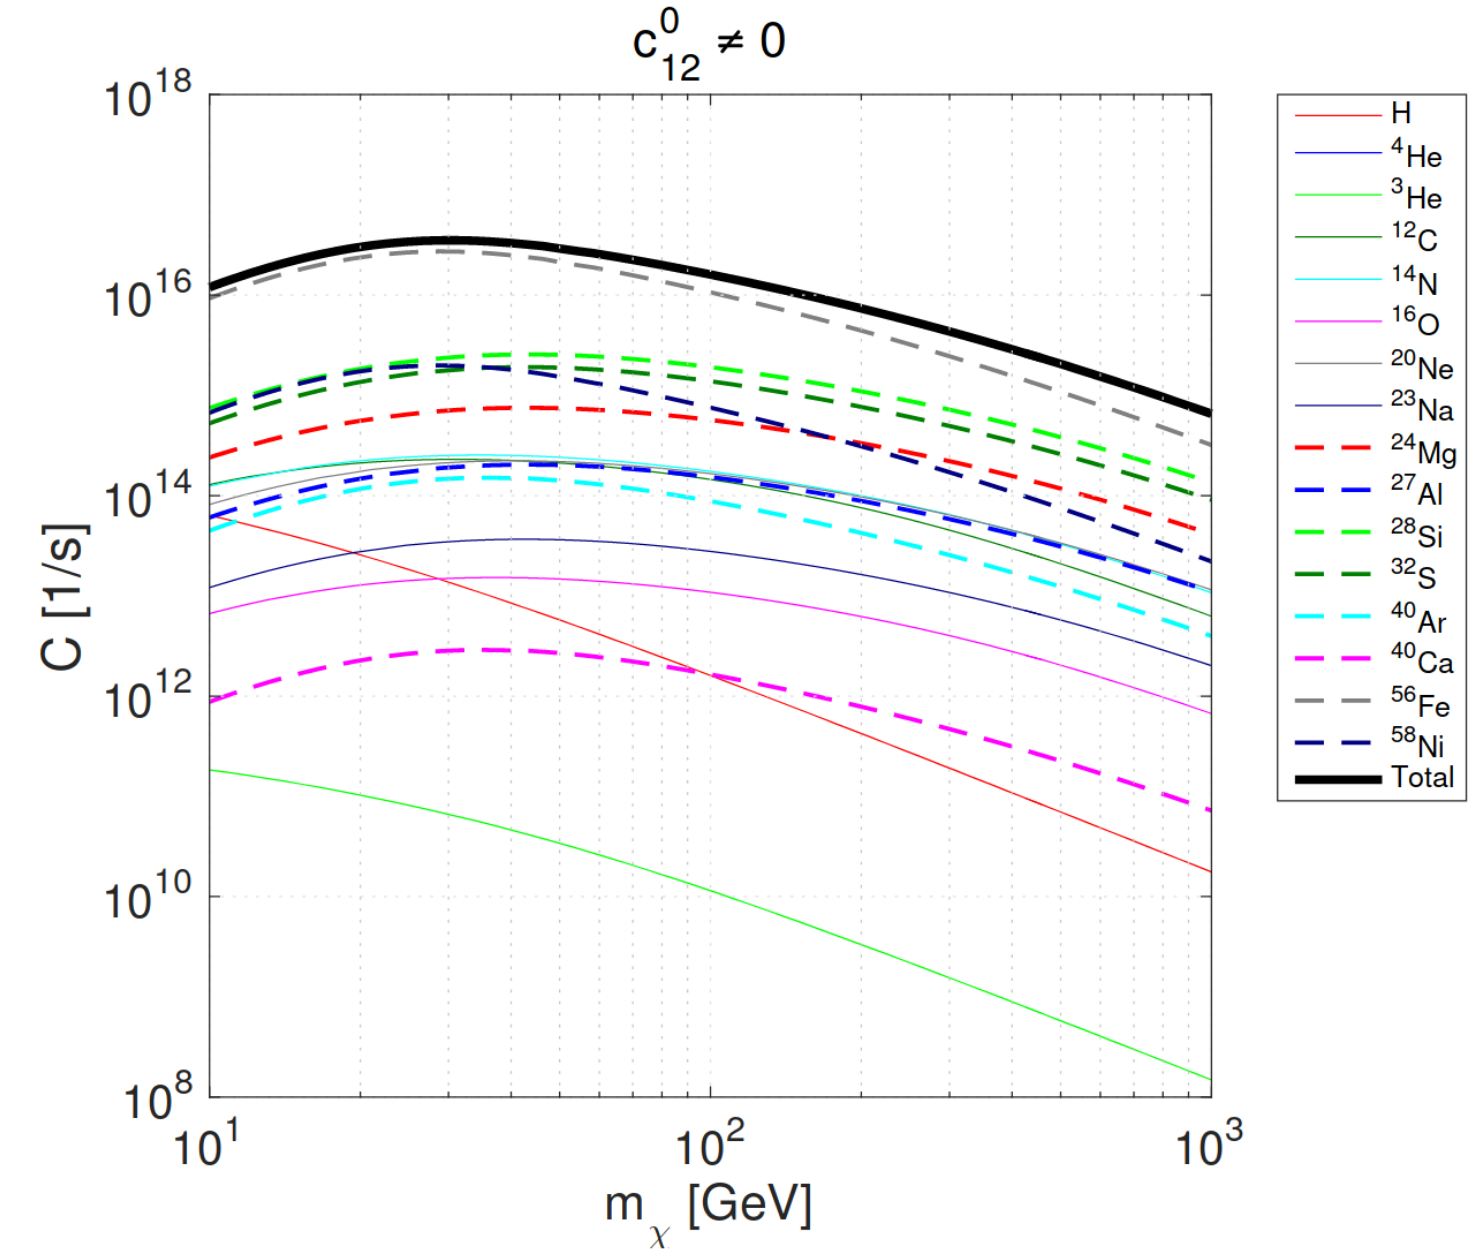 c⁰₁₂ ≠ 0
10¹⁸
10¹⁶
10¹⁴
10¹²
10¹⁰
10⁸
C [1/s]
10¹ 10² 10³
m_χ [GeV]
H
⁴He
³He
¹²C
¹⁴N
¹⁶O
²⁰Ne
²³Na
²⁴Mg
²⁷Al
²⁸Si
³²S
⁴⁰Ar
⁴⁰Ca
⁵⁶Fe
⁵⁸Ni
Total